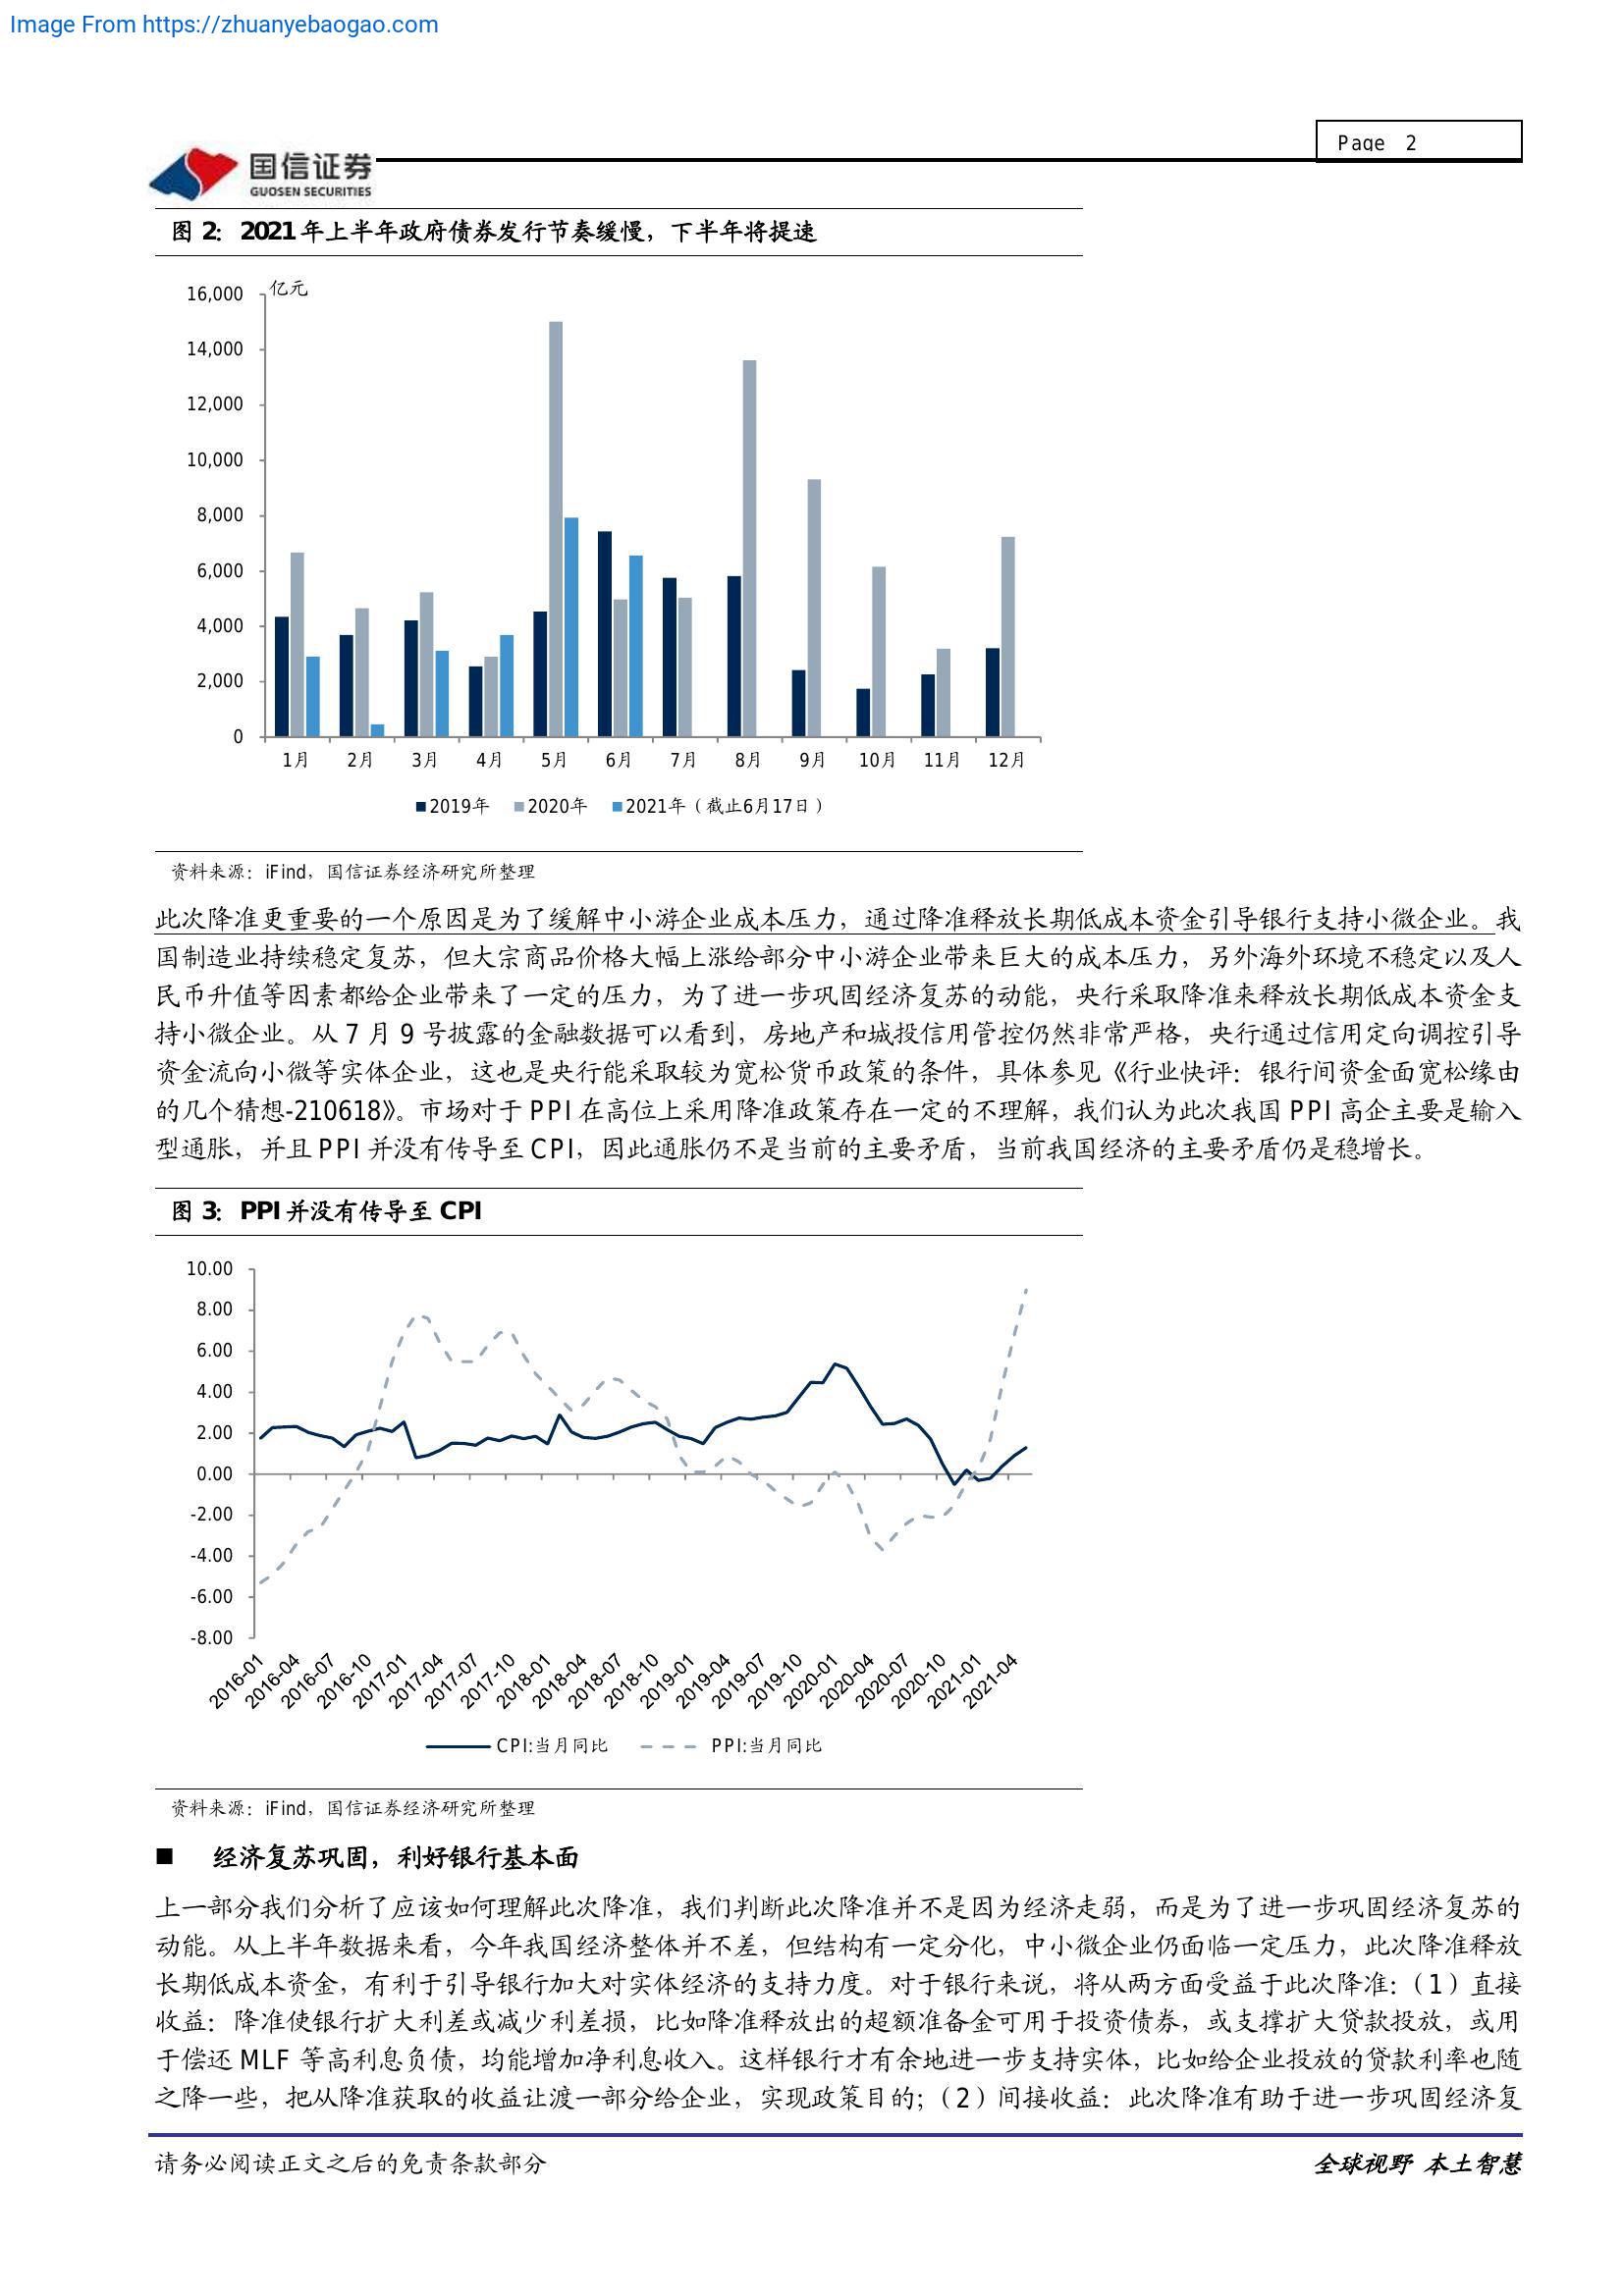 Image From https://zhuanyebaogao.com
Page 2
国信证券
GUOSEN SECURITIES
图 2: 2021 年上半年政府债券发行节奏缓慢，下半年将提速
亿元
16,000
14,000
12,000
10,000
8,000
6,000
4,000
2,000
0
1月 2月 3月 4月 5月 6月 7月 8月 9月 10月 11月 12月
2019年 2020年 2021年（截止6月17日）
资料来源：iFind，国信证券经济研究所整理
此次降准更重要的一个原因是为了缓解中小游企业成本压力，通过降准释放长期低成本资金引导银行支持小微企业。我
国制造业持续稳定复苏，但大宗商品价格大幅上涨给部分中小游企业带来巨大的成本压力，另外海外环境不稳定以及人
民币升值等因素都给企业带来了一定的压力，为了进一步巩固经济复苏的动能，央行采取降准来释放长期低成本资金支
持小微企业。从 7 月 9 号披露的金融数据可以看到，房地产和城投信用管控仍然非常严格，央行通过信用定向调控引导
资金流向小微等实体企业，这也是央行能采取较为宽松货币政策的条件，具体参见《行业快评：银行间资金面宽松缘由
的几个猜想-210618》。市场对于 PPI 在高位上采用降准政策存在一定的不理解，我们认为此次我国 PPI 高企主要是输入
型通胀，并且 PPI 并没有传导至 CPI，因此通胀仍不是当前的主要矛盾，当前我国经济的主要矛盾仍是稳增长。
图 3: PPI 并没有传导至 CPI
10.00
8.00
6.00
4.00
2.00
0.00
-2.00
-4.00
-6.00
-8.00
2016-01 2016-04 2016-07 2016-10 2017-01 2017-04 2017-07 2017-10 2018-01 2018-04 2018-07 2018-10 2019-01 2019-04 2019-07 2019-10 2020-01 2020-04 2020-07 2020-10 2021-01 2021-04
CPI:当月同比 PPI:当月同比
资料来源：iFind，国信证券经济研究所整理
■ 经济复苏巩固，利好银行基本面
上一部分我们分析了应该如何理解此次降准，我们判断此次降准并不是因为经济走弱，而是为了进一步巩固经济复苏的
动能。从上半年数据来看，今年我国经济整体并不差，但结构有一定分化，中小微企业仍面临一定压力，此次降准释放
长期低成本资金，有利于引导银行加大对实体经济的支持力度。对于银行来说，将从两方面受益于此次降准：（1）直接
收益：降准使银行扩大利差或减少利差损，比如降准释放出的超额准备金可用于投资债券，或支撑扩大贷款投放，或用
于偿还 MLF 等高利息负债，均能增加净利息收入。这样银行才有余地进一步支持实体，比如给企业投放的贷款利率也随
之降一些，把从降准获取的收益让渡一部分给企业，实现政策目的；（2）间接收益：此次降准有助于进一步巩固经济复
请务必阅读正文之后的免责条款部分
全球视野 本土智慧